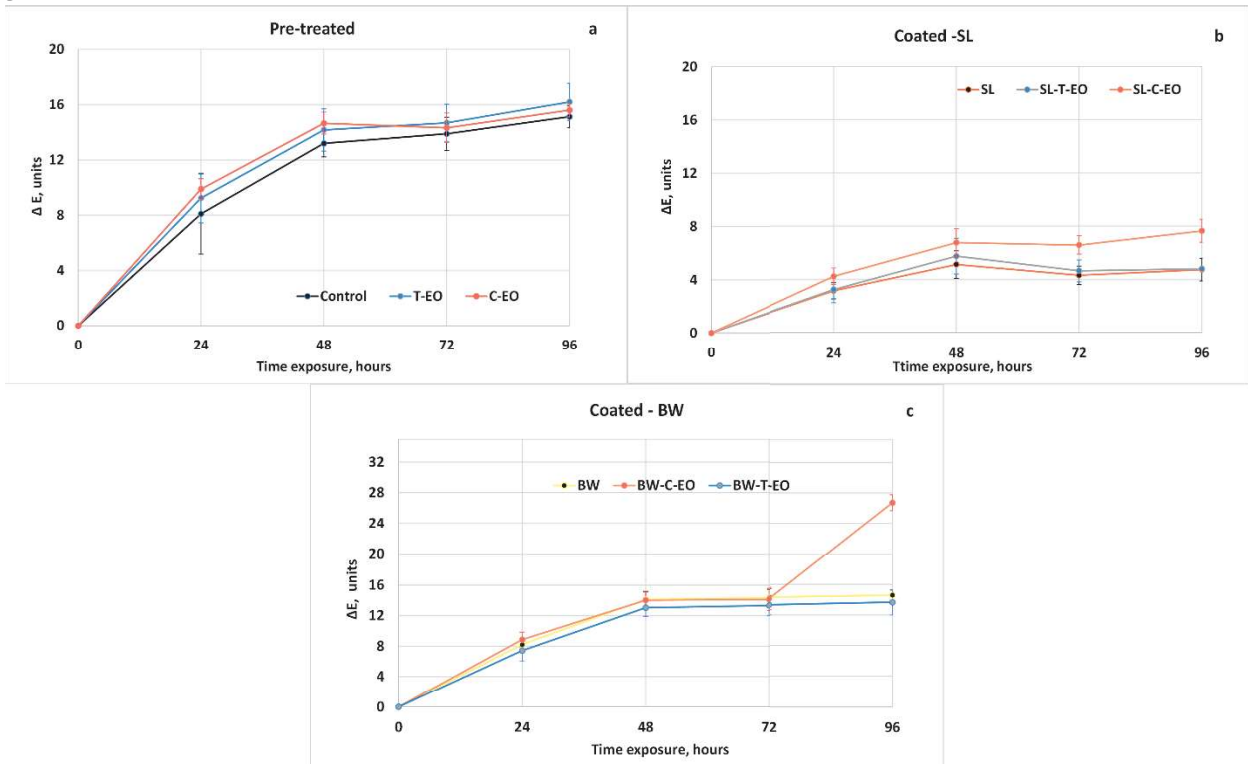 Pre-treated
a
20
16
12
8
4
0
Δ E, units
Control
T-EO
C-EO
0
24
48
72
96
Time exposure, hours
Coated -SL
b
20
16
12
8
4
0
ΔE, units
SL
SL-T-EO
SL-C-EO
0
24
48
72
96
Ttime exposure, hours
Coated - BW
c
32
28
24
20
16
12
8
4
0
ΔE, units
BW
BW-C-EO
BW-T-EO
0
24
48
72
96
Time exposure, hours